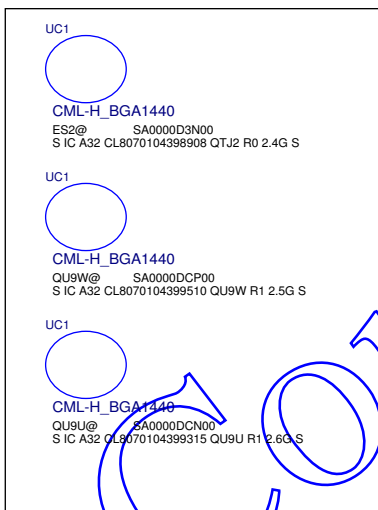 UC1
CML-H_BGA1440
ES2@ SA0000D3N00
S IC A32 CL8070104398908 QTJ2 R0 2.4G S
UC1
CML-H_BGA1440
QU9W@ SA0000DCP00
S IC A32 CL8070104399510 QU9W R1 2.5G S
UC1
CML-H_BGA1440
QU9U@ SA0000DCN00
S IC A32 CL8070104399315 QU9U R1 2.6G S
Co